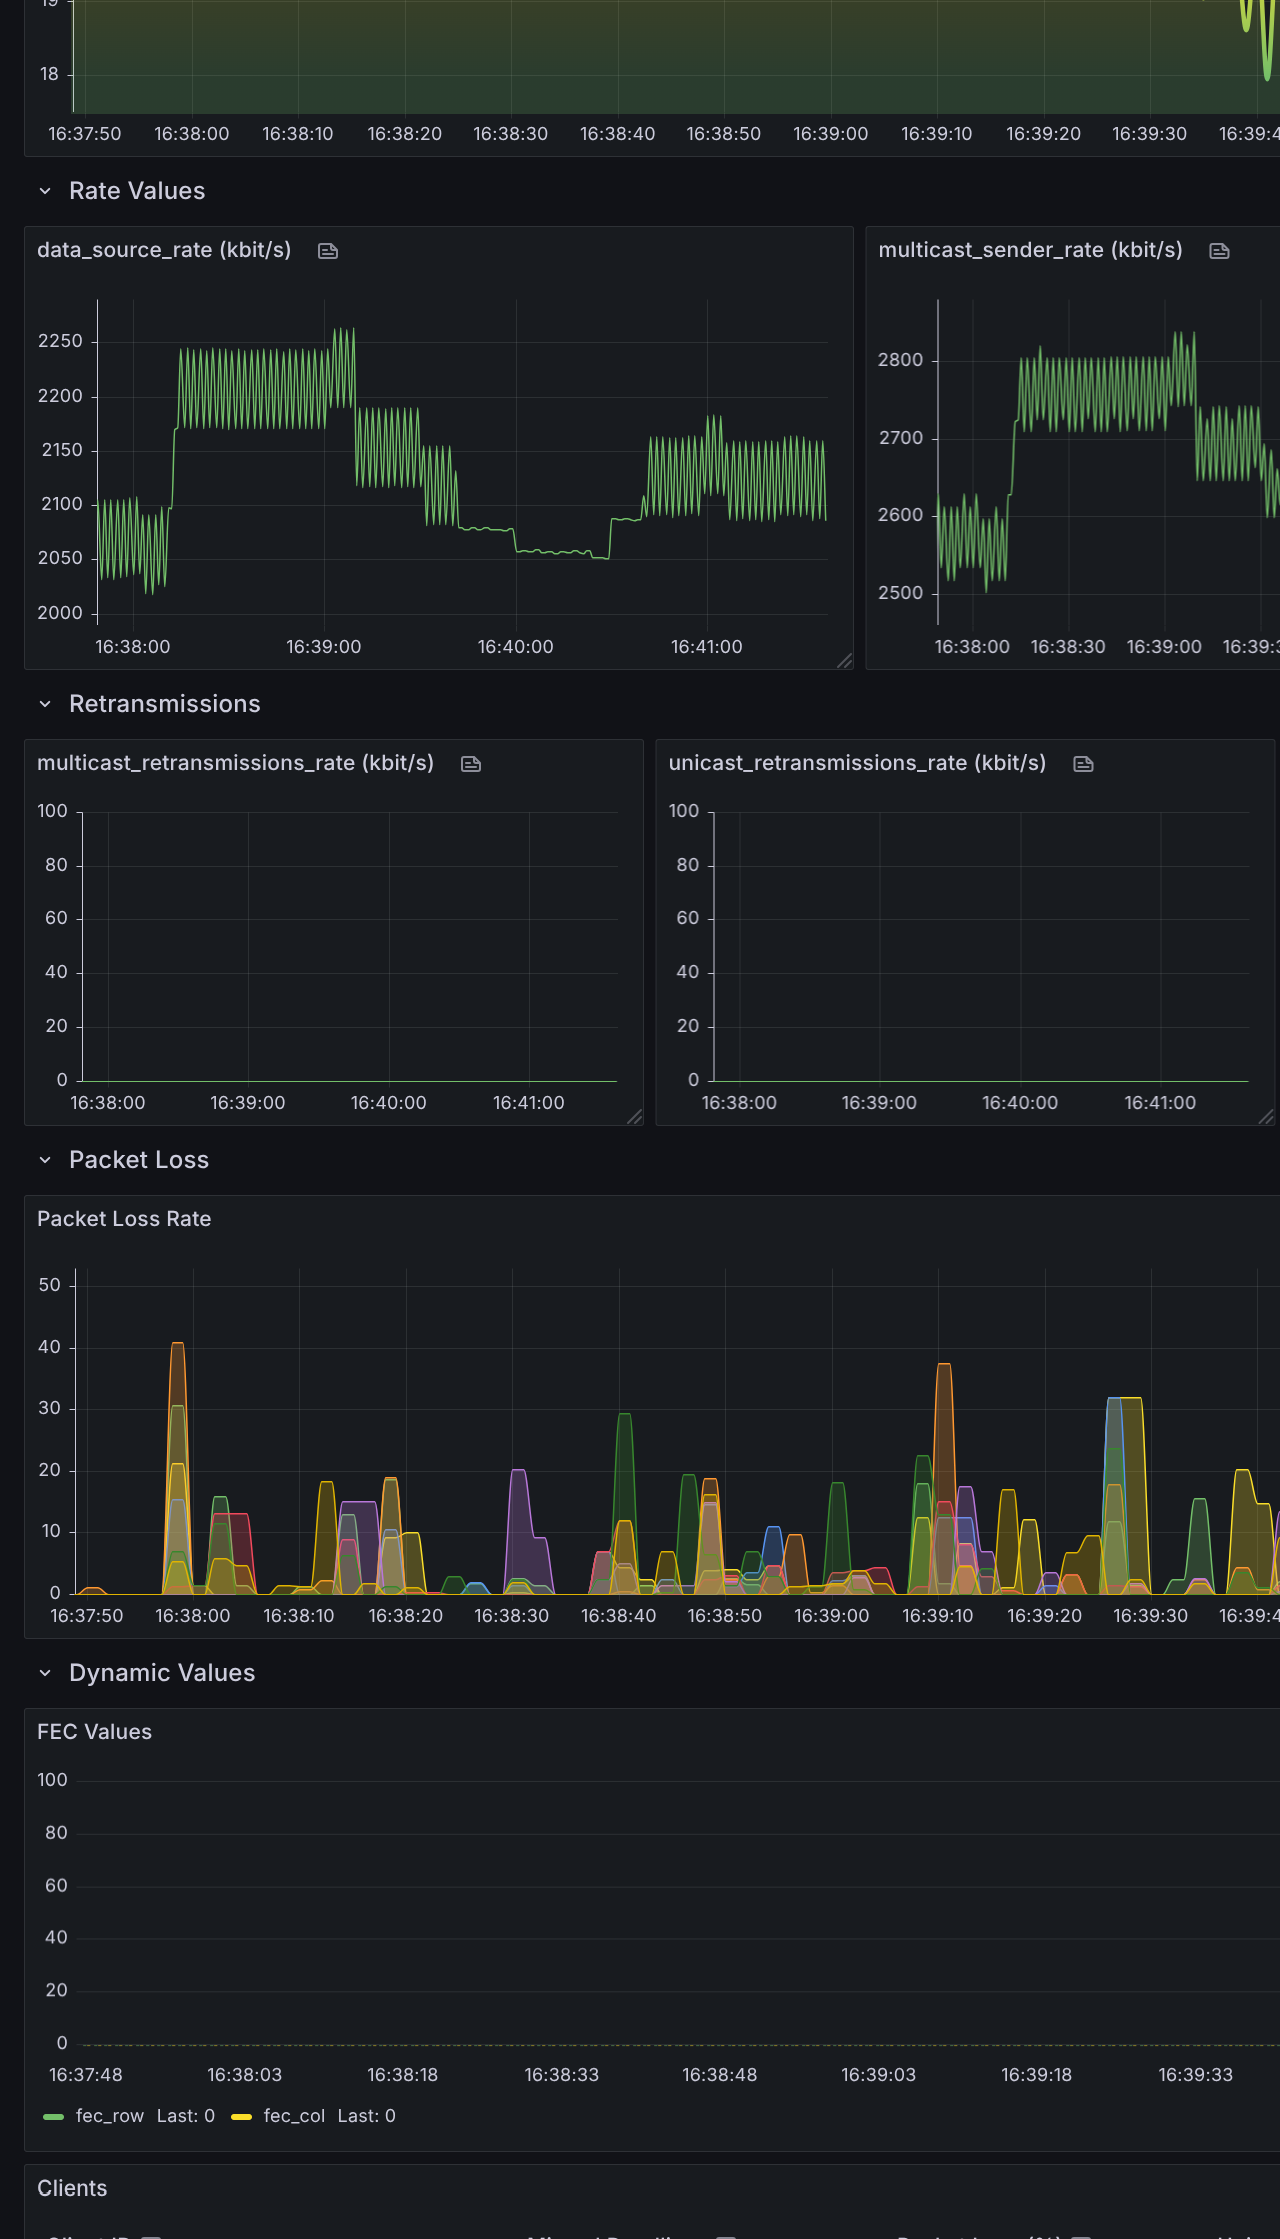 19
18
16:37:50 16:38:00 16:38:10 16:38:20 16:38:30 16:38:40 16:38:50 16:39:00 16:39:10 16:39:20 16:39:30 16:39:4
Rate Values
data_source_rate (kbit/s)
2250
2200
2150
2100
2050
2000
16:38:00 16:39:00 16:40:00 16:41:00
multicast_sender_rate (kbit/s)
2800
2700
2600
2500
16:38:00 16:38:30 16:39:00 16:39:3
Retransmissions
multicast_retransmissions_rate (kbit/s)
100
80
60
40
20
0
16:38:00 16:39:00 16:40:00 16:41:00
unicast_retransmissions_rate (kbit/s)
100
80
60
40
20
0
16:38:00 16:39:00 16:40:00 16:41:00
Packet Loss
Packet Loss Rate
50
40
30
20
10
0
16:37:50 16:38:00 16:38:10 16:38:20 16:38:30 16:38:40 16:38:50 16:39:00 16:39:10 16:39:20 16:39:30 16:39:4
Dynamic Values
FEC Values
100
80
60
40
20
0
16:37:48 16:38:03 16:38:18 16:38:33 16:38:48 16:39:03 16:39:18 16:39:33
fec_row Last: 0 fec_col Last: 0
Clients